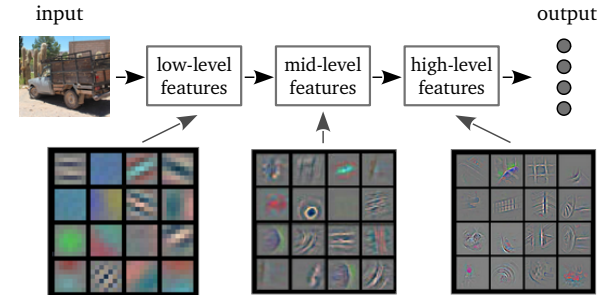 input
output
low-level
features
mid-level
features
high-level
features